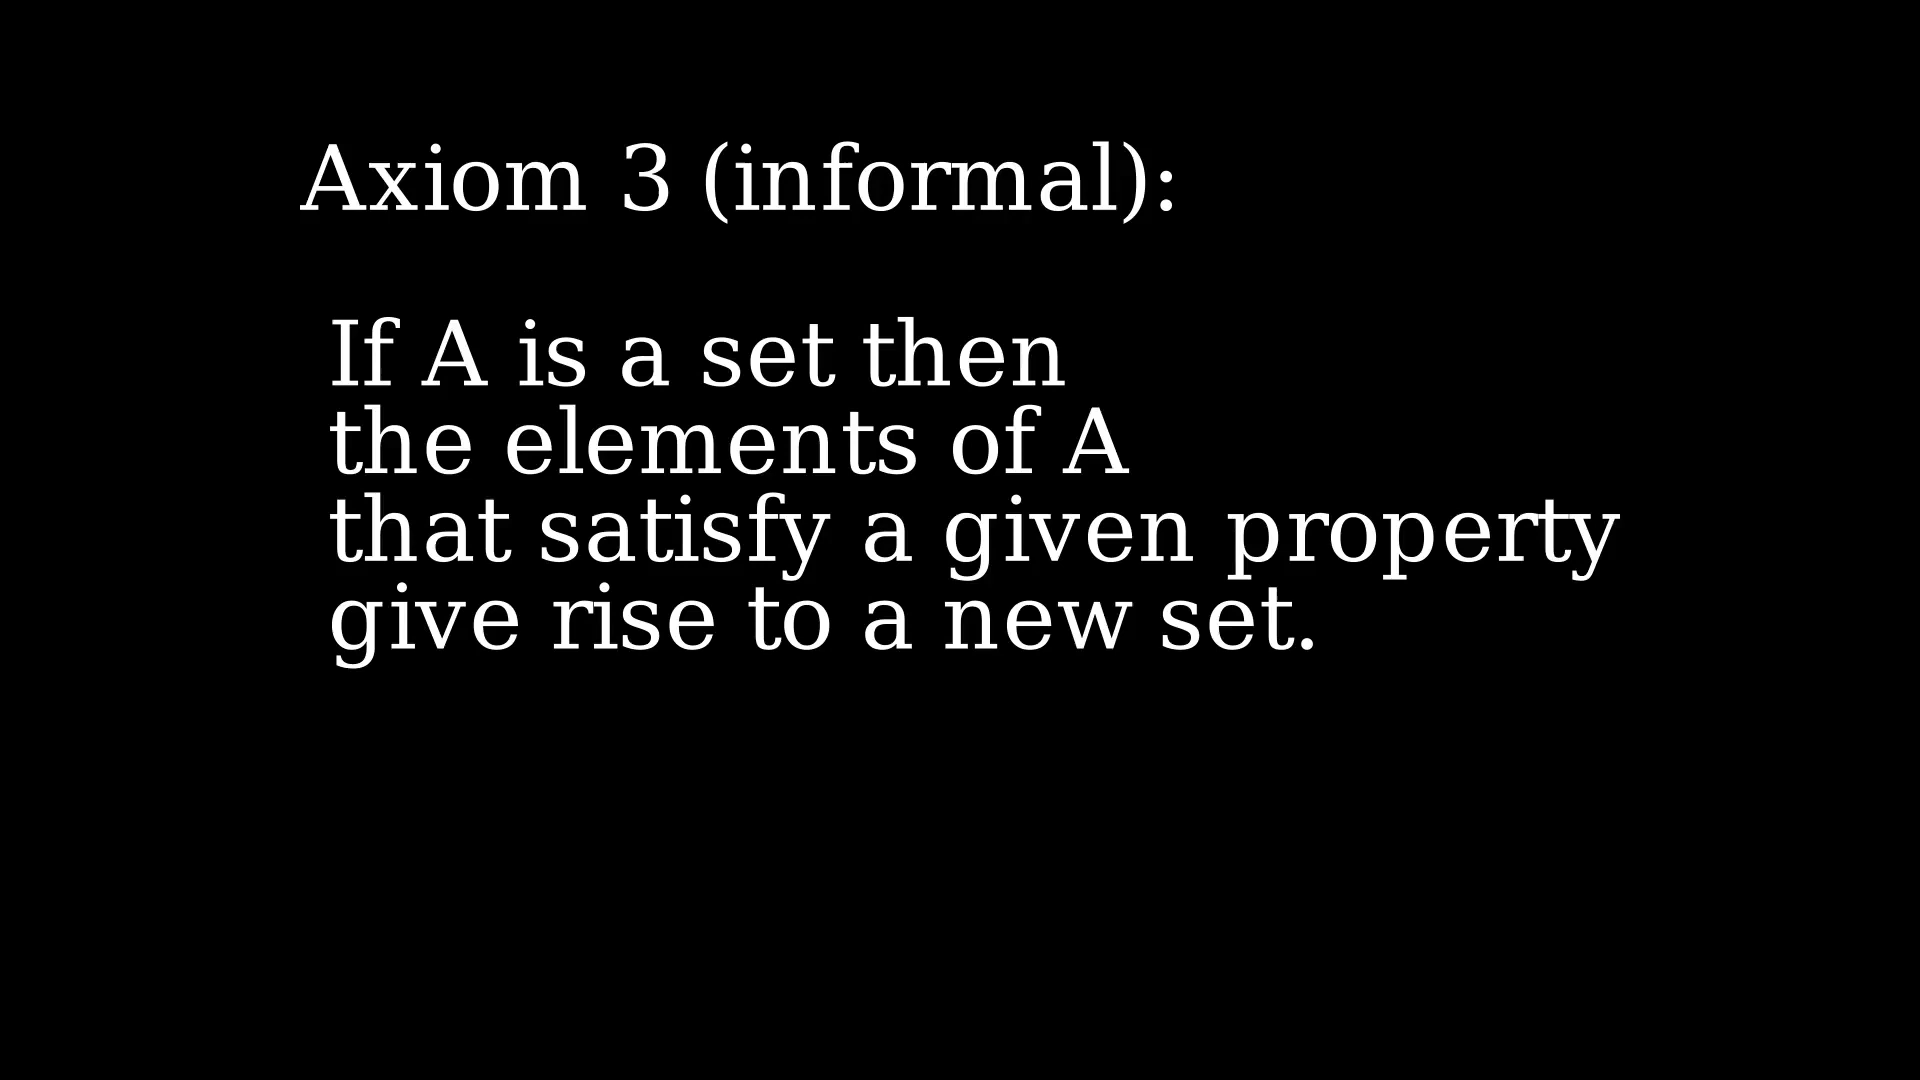 Axiom 3 (informal):
If A is a set then
the elements of A
that satisfy a given property
give rise to a new set.